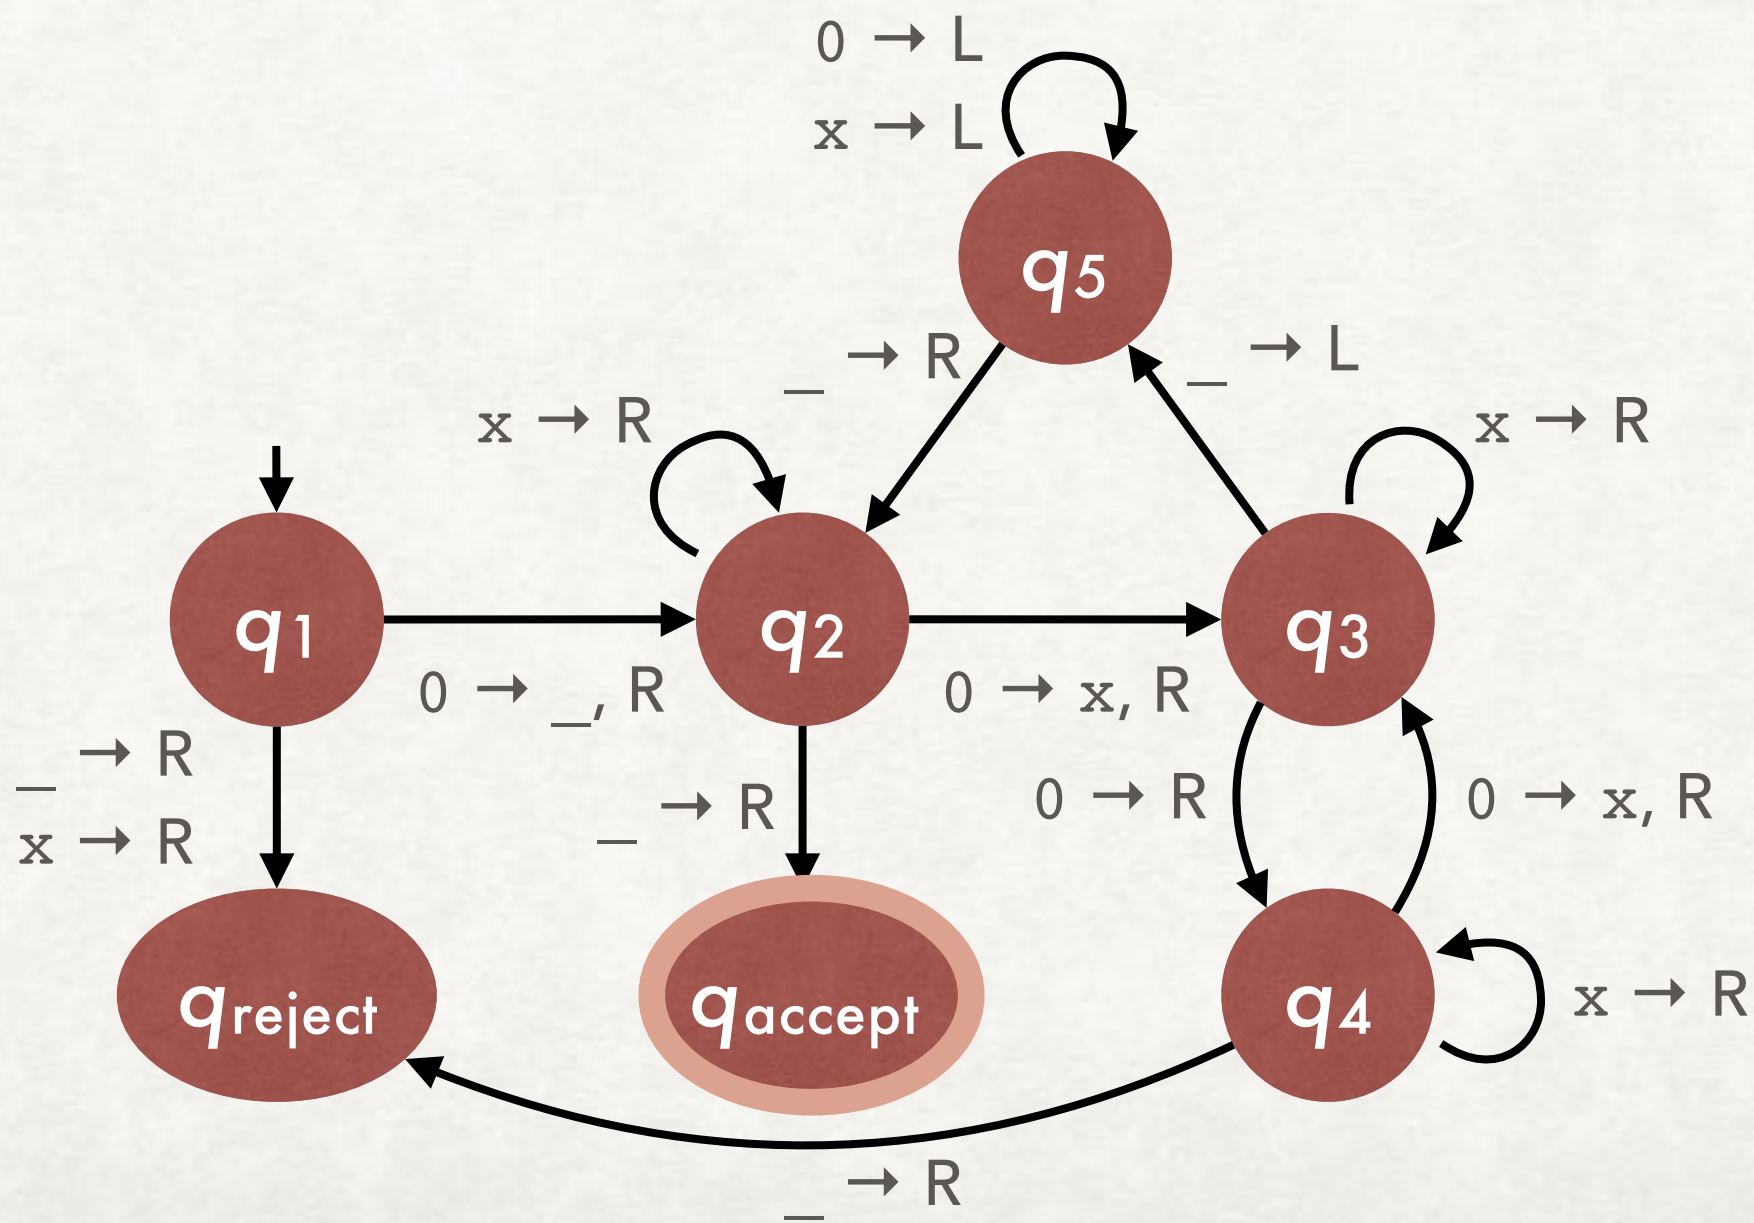 0 → L
x → L
q5
_ → R
_ → L
x → R
x → R
q1
q2
q3
0 → _, R
0 → x, R
_ → R
x → R
_ → R
0 → R
0 → x, R
qreject
qaccept
q4
x → R
_ → R